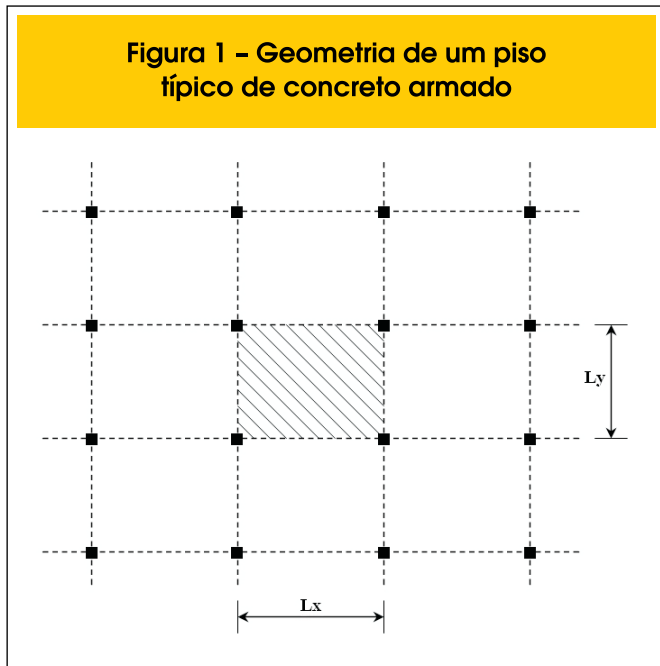 Figura 1 – Geometria de um piso
típico de concreto armado
Ly
Lx